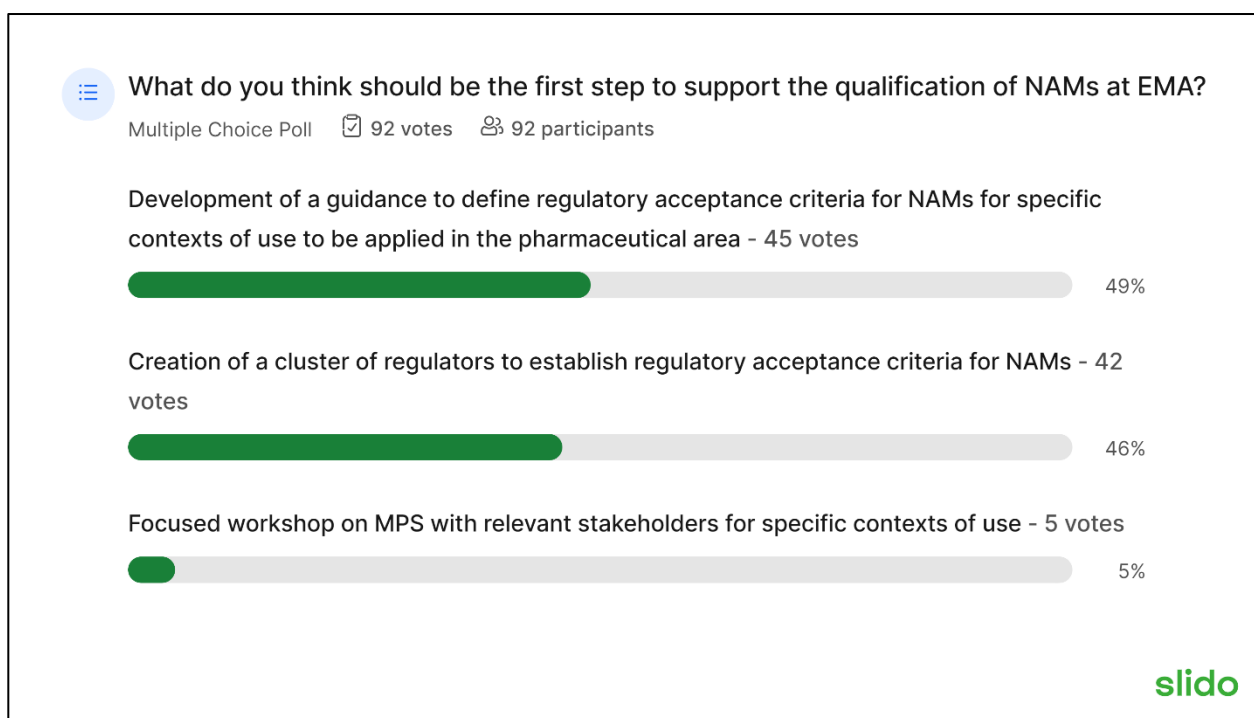 What do you think should be the first step to support the qualification of NAMs at EMA?
Multiple Choice Poll 92 votes 92 participants
Development of a guidance to define regulatory acceptance criteria for NAMs for specific
contexts of use to be applied in the pharmaceutical area - 45 votes
49%
Creation of a cluster of regulators to establish regulatory acceptance criteria for NAMs - 42
votes
46%
Focused workshop on MPS with relevant stakeholders for specific contexts of use - 5 votes
5%
slido